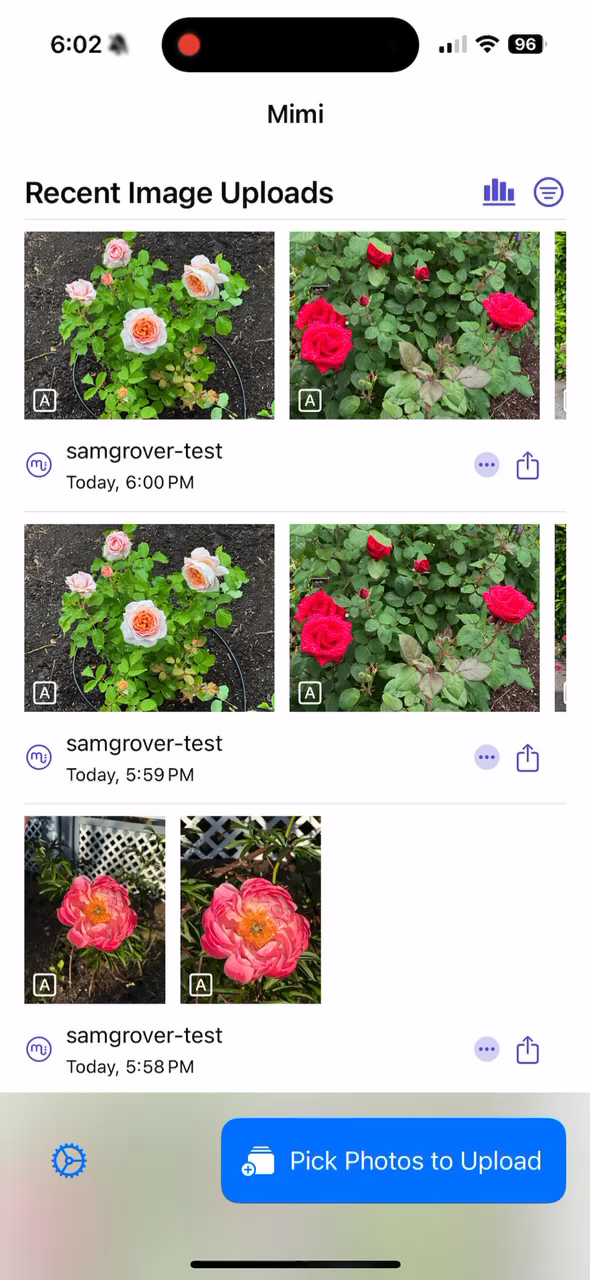 6:02
96
Mimi
Recent Image Uploads
A
A
samgrover-test
Today, 6:00 PM
A
A
samgrover-test
Today, 5:59 PM
A
A
samgrover-test
Today, 5:58 PM
Pick Photos to Upload